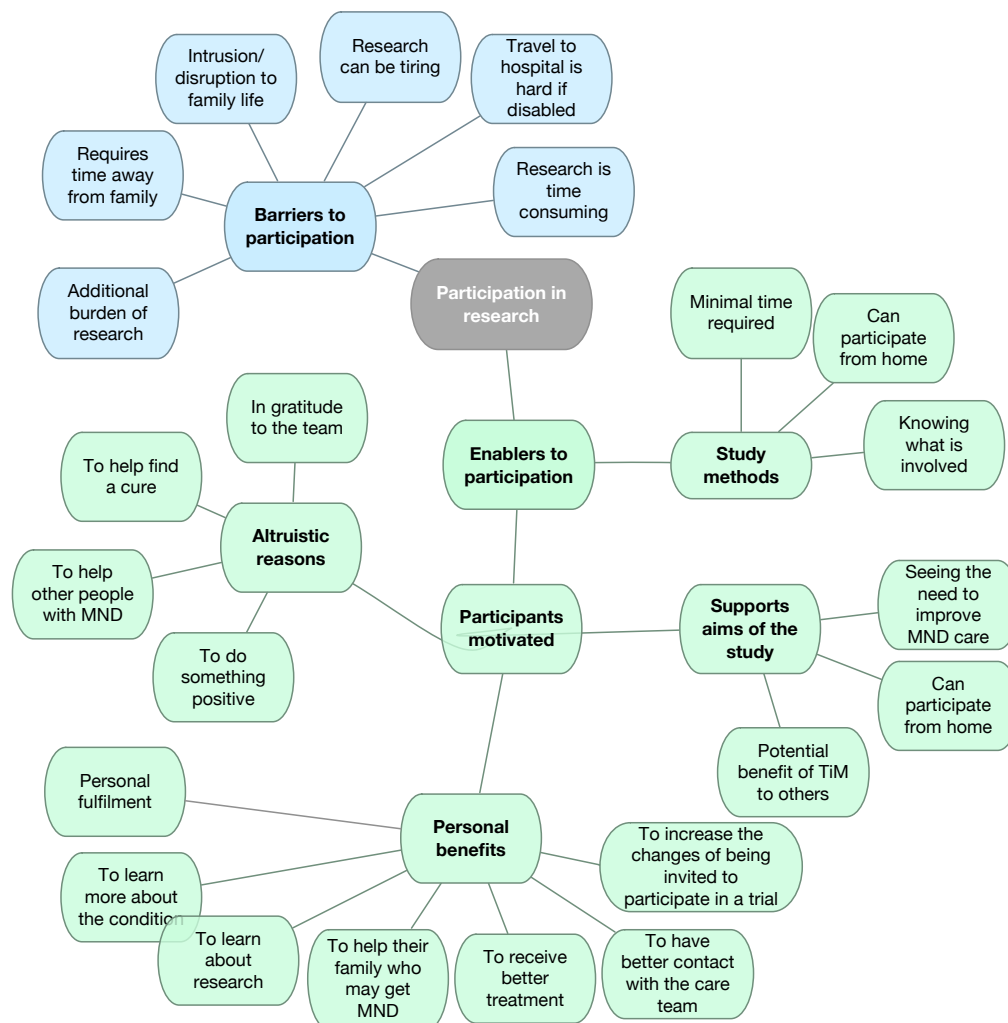 Intrusion/
disruption to
family life
Research
can be tiring
Travel to
hospital is
hard if
disabled
Requires
time away
from family
Research is
time
consuming
Barriers to
participation
Additional
burden of
research
Participation in
research
Minimal time
required
Can
participate
from home
In gratitude
to the team
Enablers to
participation
Study
methods
Knowing
what is
involved
To help find
a cure
Altruistic
reasons
To help
other people
with MND
To do
something
positive
Participants
motivated
Supports
aims of the
study
Seeing the
need to
improve
MND care
Can
participate
from home
Potential
benefit of TiM
to others
Personal
fulfilment
Personal
benefits
To increase the
changes of being
invited to
participate in a trial
To learn
more about
the condition
To learn
about
research
To help their
family who
may get
MND
To receive
better
treatment
To have
better contact
with the care
team